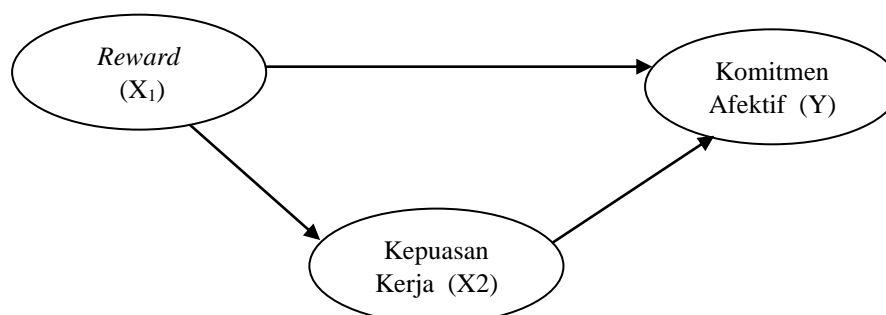 Reward
(X₁)
Komitmen
Afektif (Y)
Kepuasan
Kerja (X2)